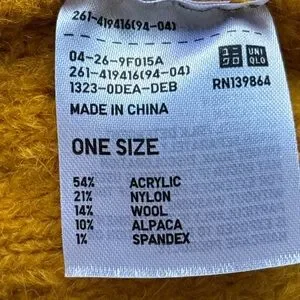 261-419416(94-04)
04-26-9F015A
261-419416(94-04)
1323-0DEA-DEB
UNI
QLO
RN139864
MADE IN CHINA
ONE SIZE
54% ACRYLIC
21% NYLON
14% WOOL
10% ALPACA
1% SPANDEX